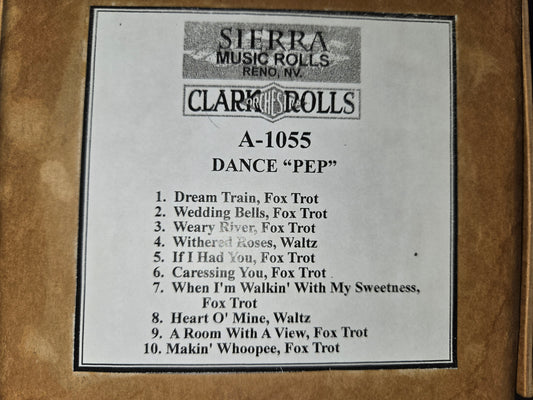 SIERRA
MUSIC ROLLS
RENO, NV.
CLARK ORCHESTRA ROLLS
A-1055
DANCE “PEP”
1. Dream Train, Fox Trot
2. Wedding Bells, Fox Trot
3. Weary River, Fox Trot
4. Withered Roses, Waltz
5. If I Had You, Fox Trot
6. Caressing You, Fox Trot
7. When I'm Walkin' With My Sweetness,
Fox Trot
8. Heart O' Mine, Waltz
9. A Room With A View, Fox Trot
10. Makin' Whoopee, Fox Trot